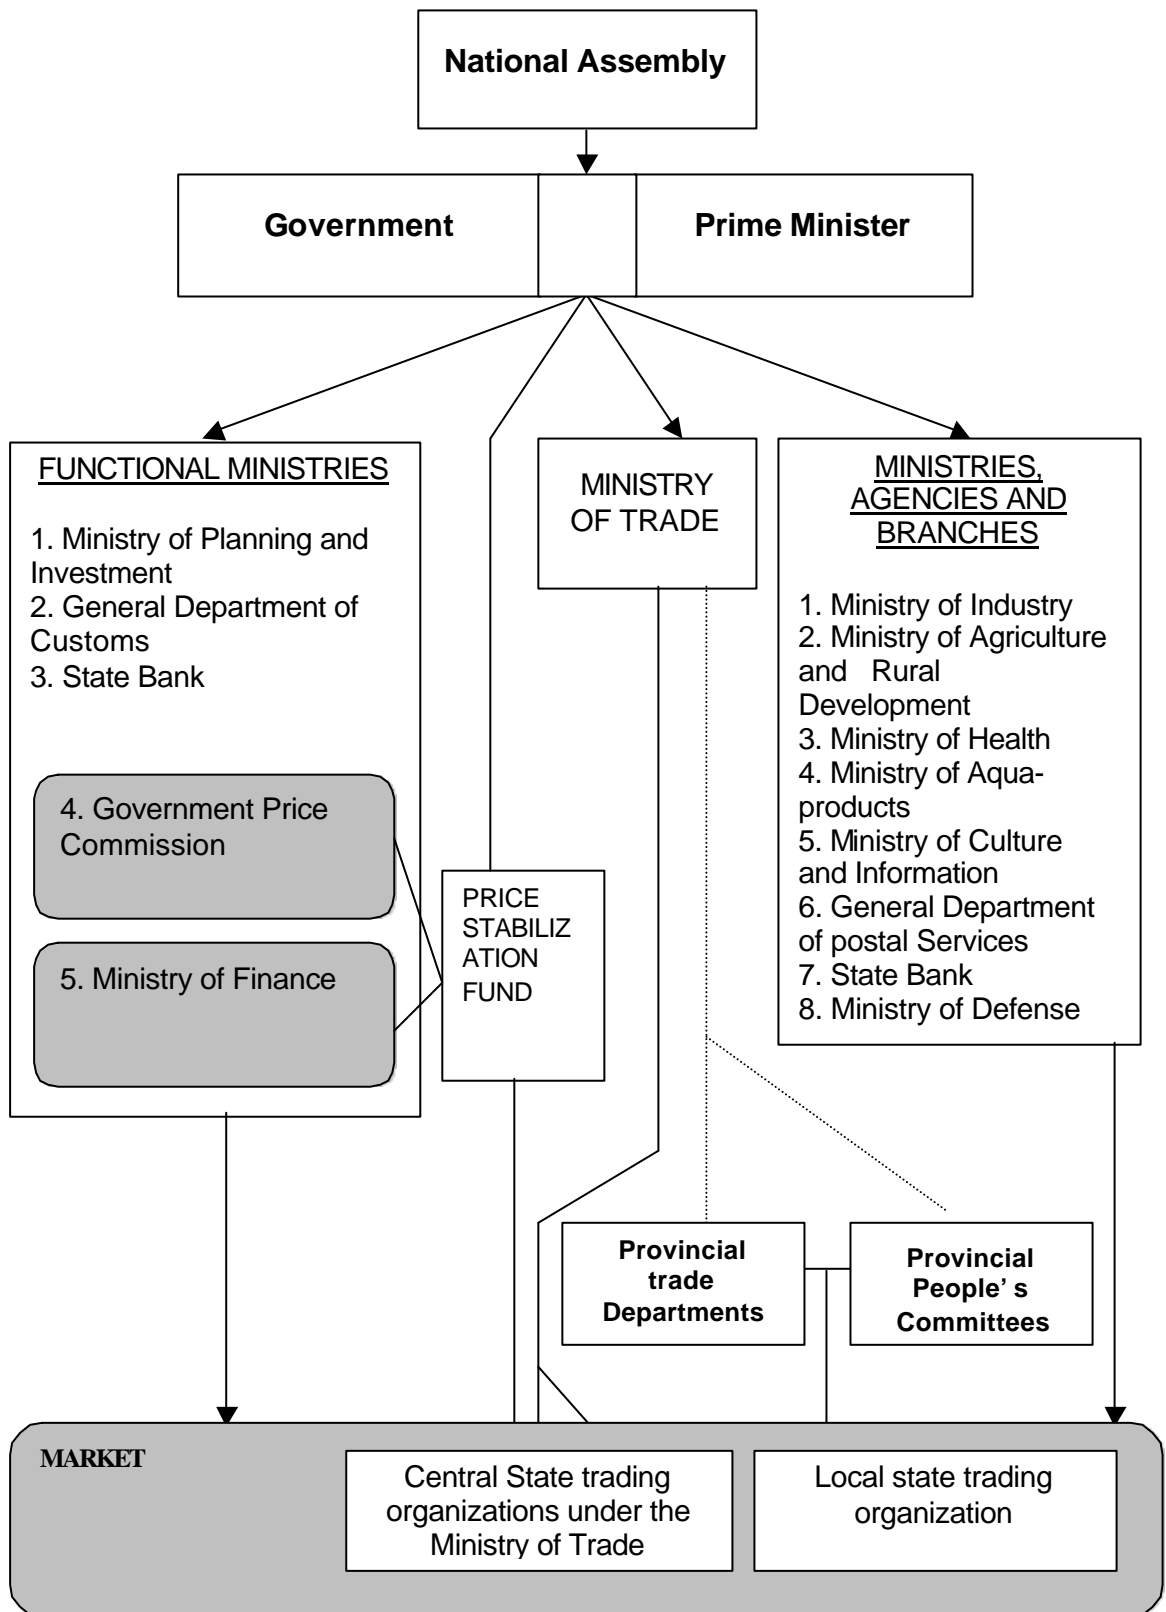 National Assembly
Government
Prime Minister
FUNCTIONAL MINISTRIES
1. Ministry of Planning and
Investment
2. General Department of
Customs
3. State Bank
4. Government Price
Commission
5. Ministry of Finance
PRICE
STABILIZ
ATION
FUND
MINISTRY
OF TRADE
MINISTRIES,
AGENCIES AND
BRANCHES
1. Ministry of Industry
2. Ministry of Agriculture
and Rural
Development
3. Ministry of Health
4. Ministry of Aqua-
products
5. Ministry of Culture
and Information
6. General Department
of postal Services
7. State Bank
8. Ministry of Defense
Provincial
trade
Departments
Provincial
People’ s
Committees
MARKET
Central State trading
organizations under the
Ministry of Trade
Local state trading
organization